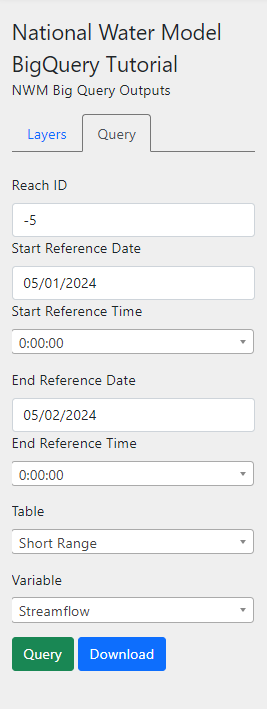 National Water Model
BigQuery Tutorial
NWM Big Query Outputs
Layers Query
Reach ID
-5
Start Reference Date
05/01/2024
Start Reference Time
0:00:00
End Reference Date
05/02/2024
End Reference Time
0:00:00
Table
Short Range
Variable
Streamflow
Query Download